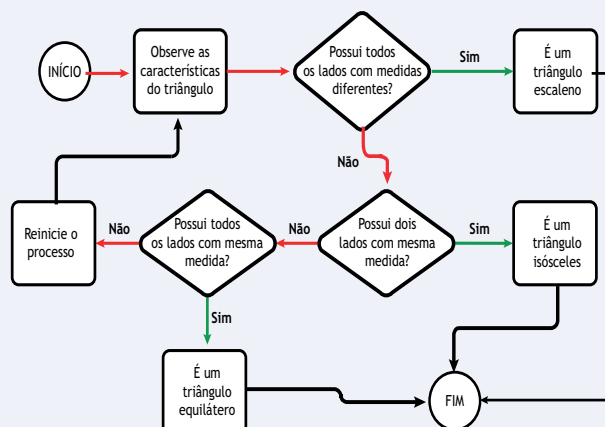 INÍCIO
Observe as
características
do triângulo
Possui todos
os lados com medidas
diferentes?
Sim
É um
triângulo
escaleno
Não
Possui dois
lados com mesma
medida?
Sim
É um
triângulo
isósceles
Não
Possui todos
os lados com mesma
medida?
Não
Reinicie o
processo
Sim
É um
triângulo
equilátero
FIM